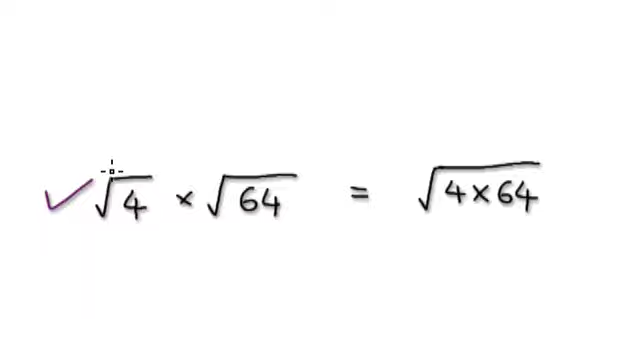 √4 × √64 = √4×64